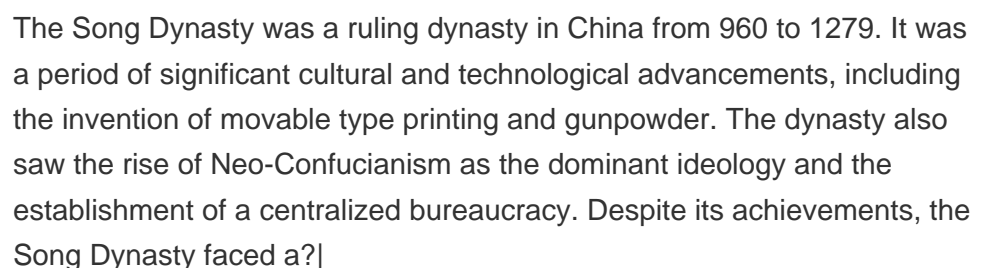 The Song Dynasty was a ruling dynasty in China from 960 to 1279. It was
a period of significant cultural and technological advancements, including
the invention of movable type printing and gunpowder. The dynasty also
saw the rise of Neo-Confucianism as the dominant ideology and the
establishment of a centralized bureaucracy. Despite its achievements, the
Song Dynasty faced a?|